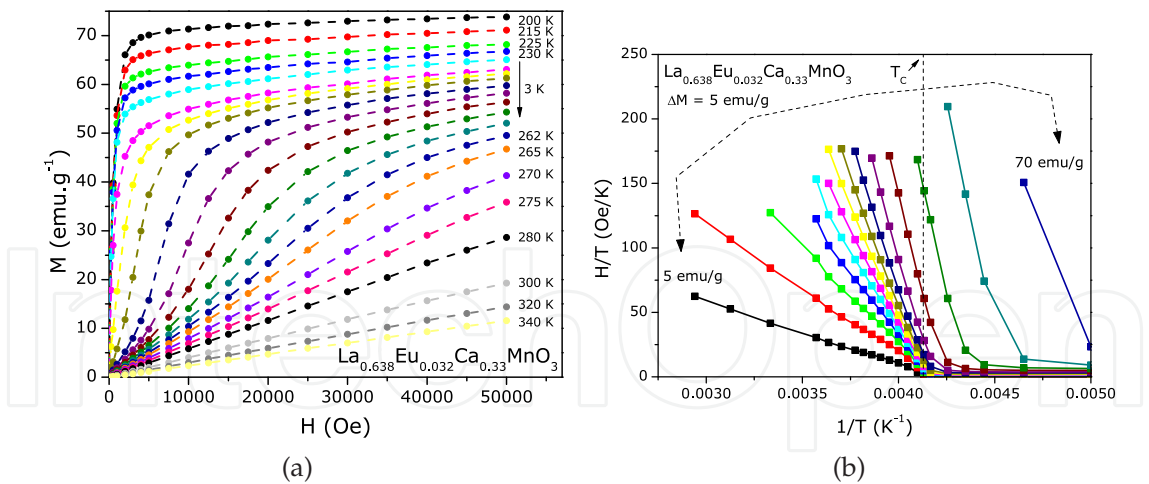 70
60
50
40
30
20
10
0
M (emu.g⁻¹)
200 K
215 K
225 K
230 K
3 K
262 K
265 K
270 K
275 K
280 K
300 K
320 K
340 K
La0.638Eu0.032Ca0.33MnO3
0 10000 20000 30000 40000 50000
H (Oe)
(a)
250
200
150
100
50
0
H/T (Oe/K)
La0.638Eu0.032Ca0.33MnO3
ΔM = 5 emu/g
TC
70 emu/g
5 emu/g
0.0030 0.0035 0.0040 0.0045 0.0050
1/T (K⁻¹)
(b)
InTechOpen